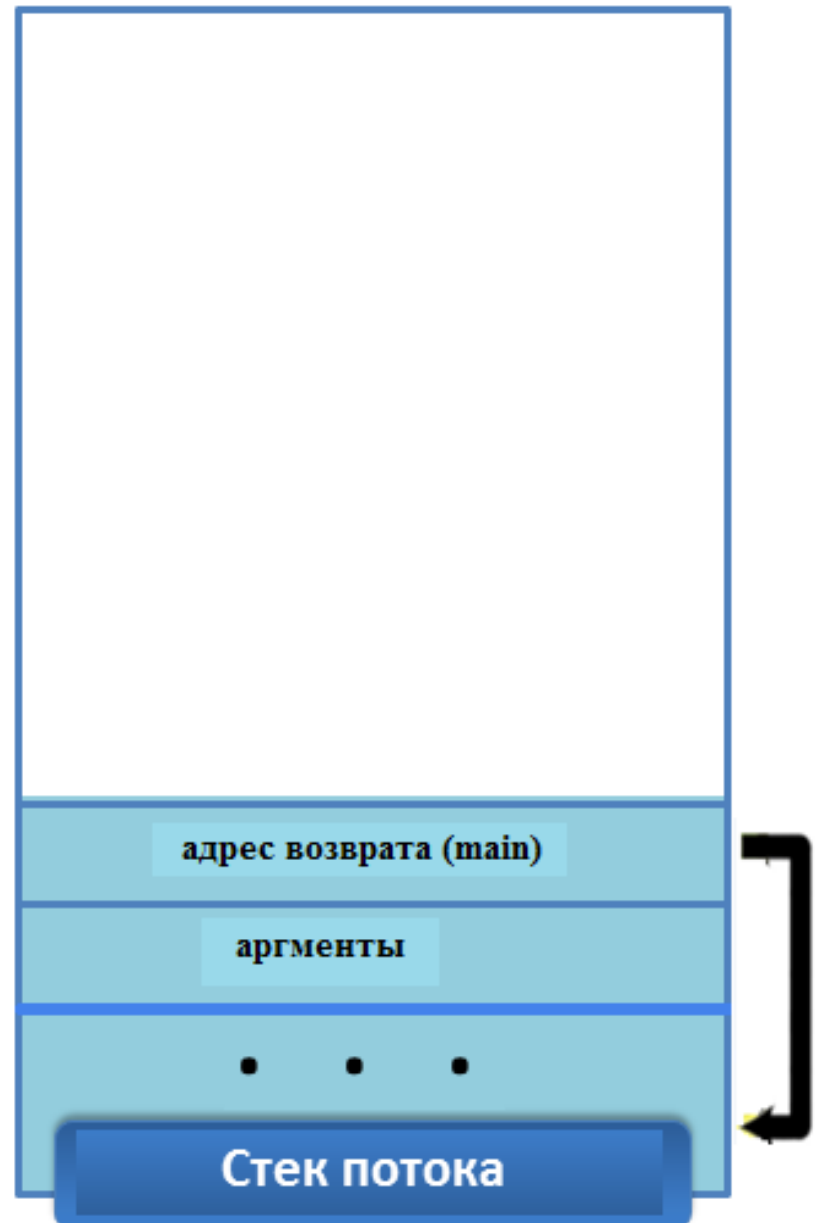 адрес возврата (main)
аргменты
. . .
Стек потока